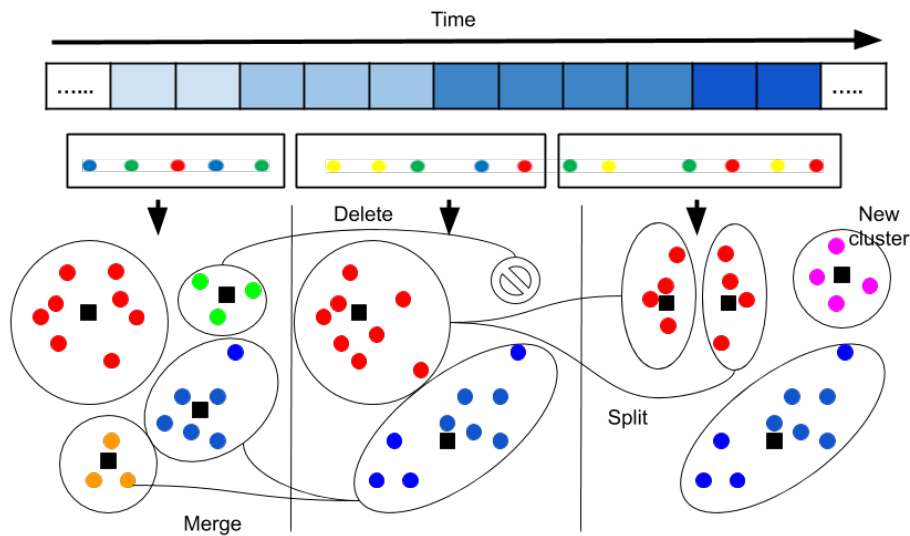 Time
......
.....
Delete
New
cluster
Split
Merge